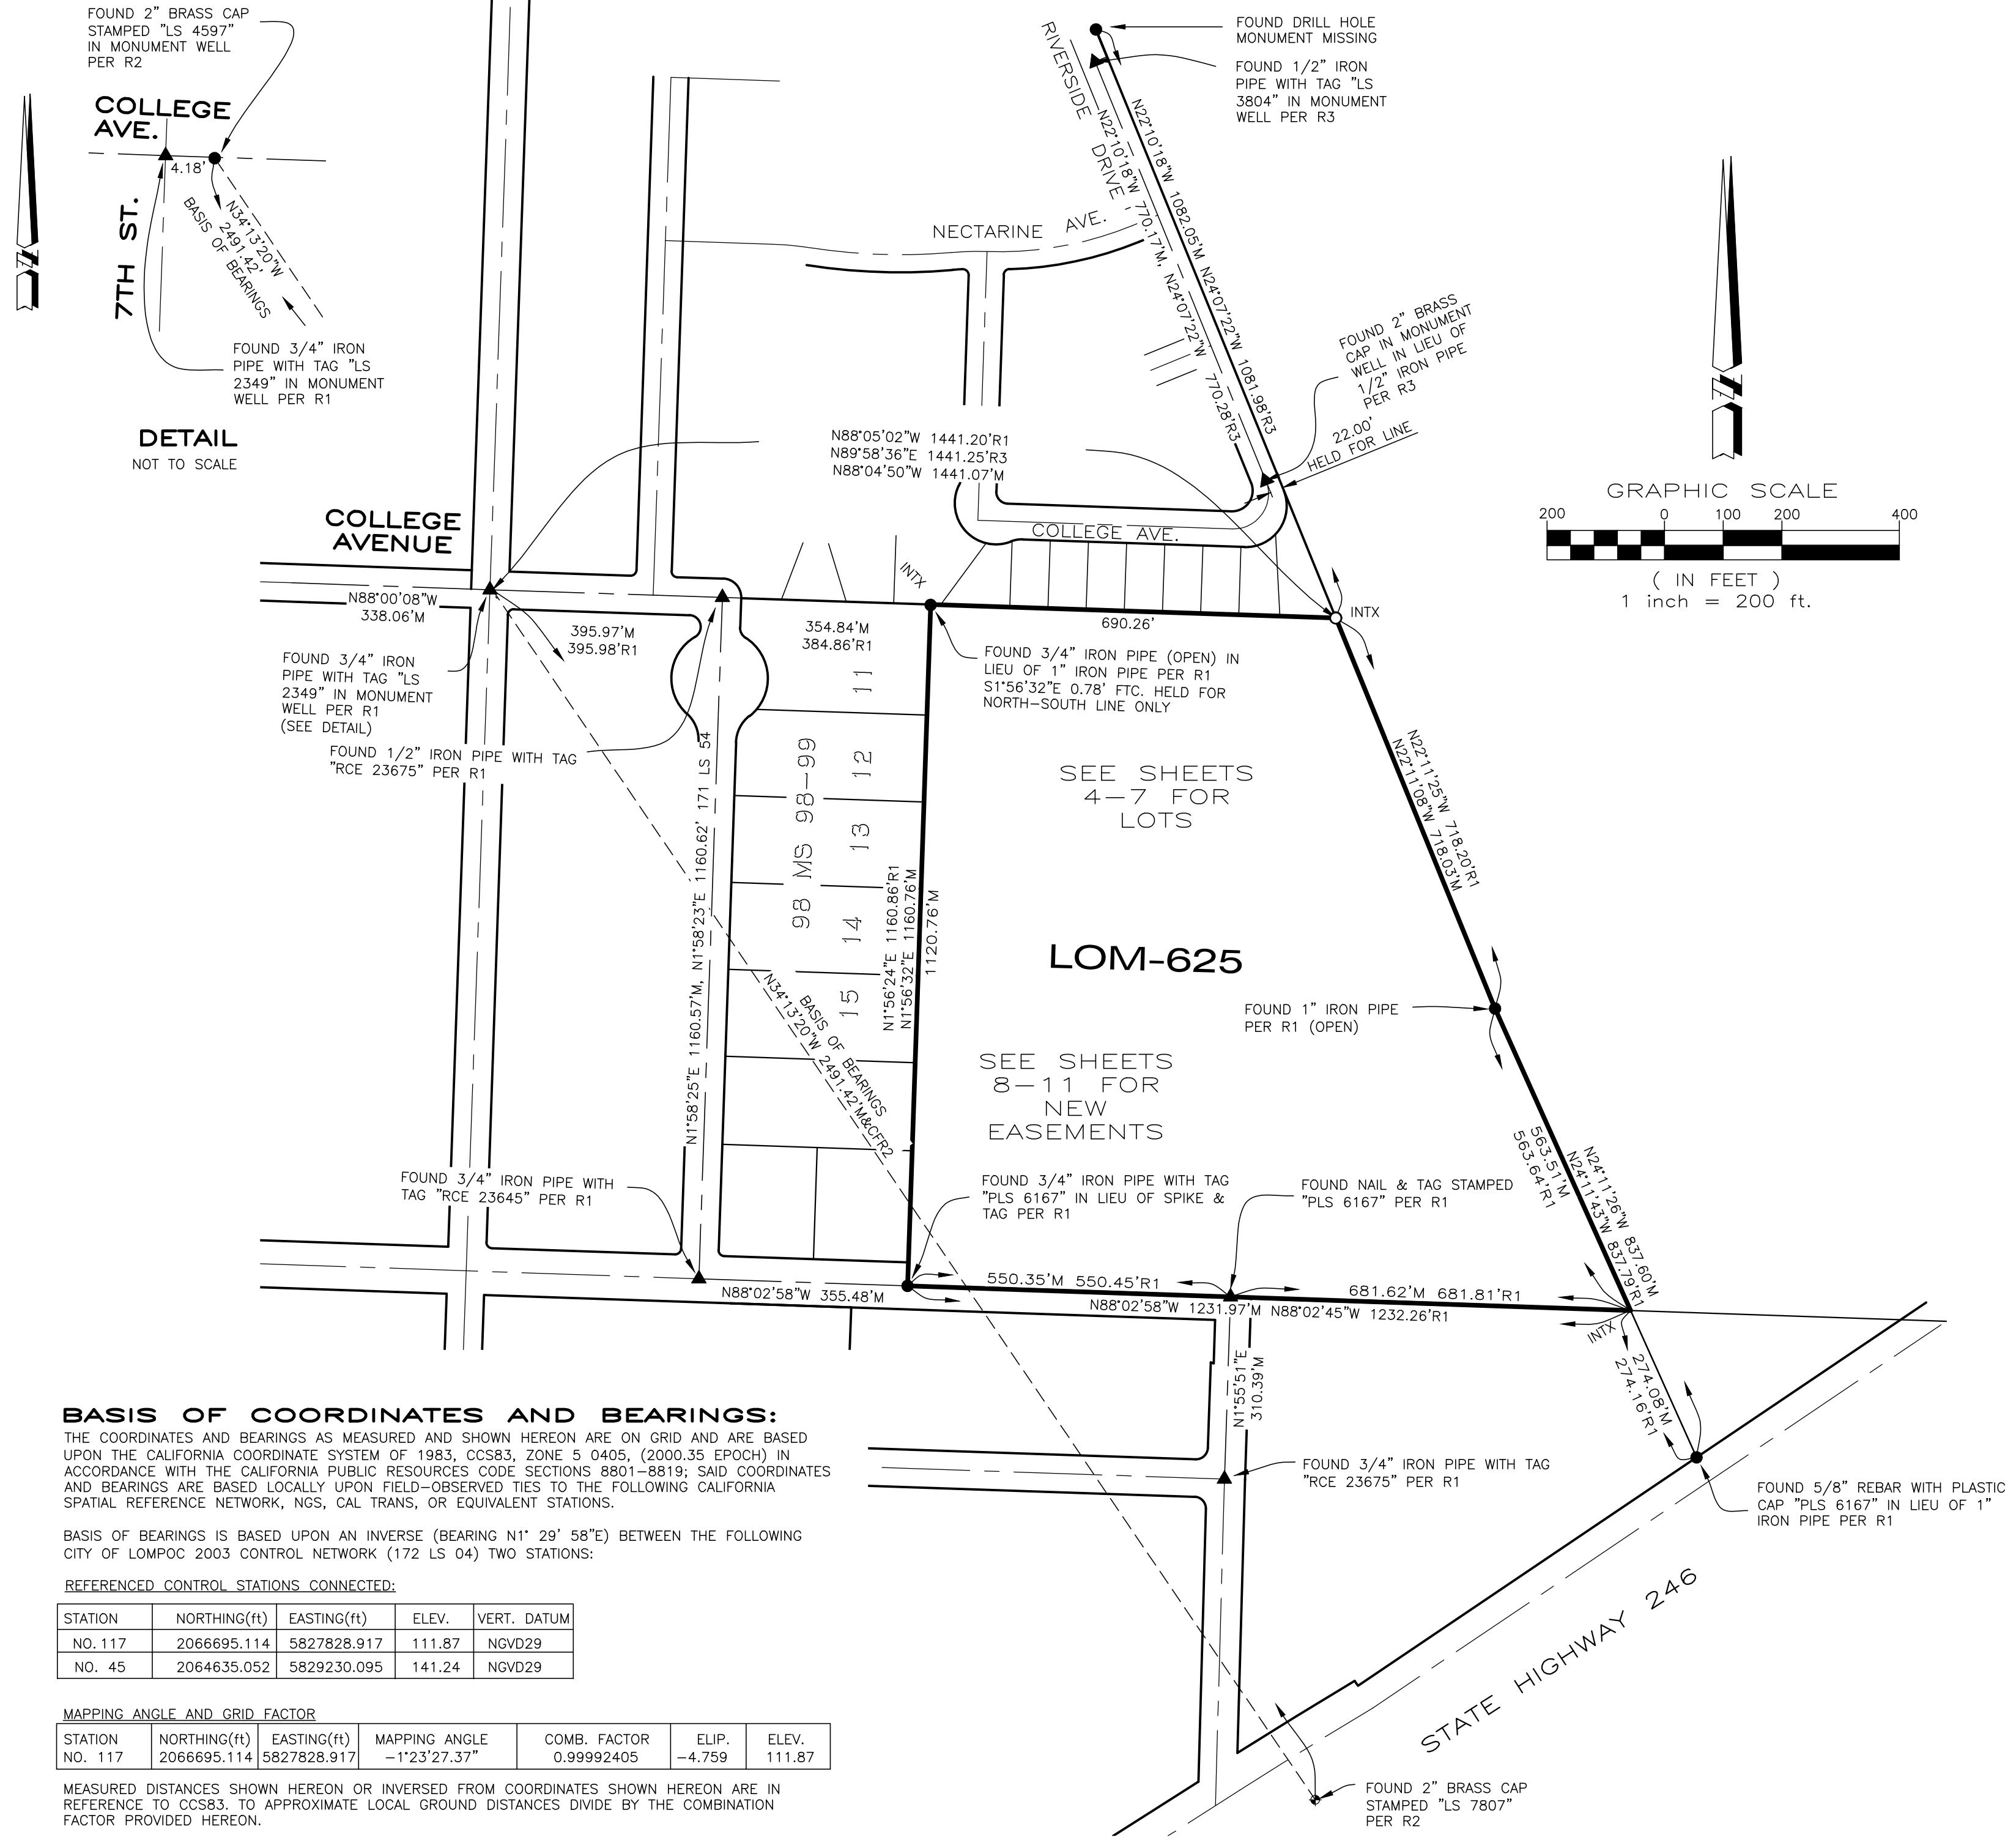 FOUND 2" BRASS CAP
STAMPED "LS 4597"
IN MONUMENT WELL
PER R2
COLLEGE
AVE.
4.18'
7TH ST.
N34°13'20"W
2491.42'
BASIS OF BEARINGS
FOUND 3/4" IRON
PIPE WITH TAG "LS
2349" IN MONUMENT
WELL PER R1
DETAIL
NOT TO SCALE
FOUND DRILL HOLE
MONUMENT MISSING
FOUND 1/2" IRON
PIPE WITH TAG "LS
3804" IN MONUMENT
WELL PER R3
RIVERSIDE DRIVE
N22°10'18"W 1082.05'M N24°07'22"W 1081.98'R3
N22°10'18"W 770.17'M, N24°07'22"W 770.28'R3
NECTARINE AVE.
FOUND 2" BRASS
CAP IN MONUMENT
WELL IN LIEU OF
1/2" IRON PIPE
PER R3
22.00'
HELD FOR LINE
GRAPHIC SCALE
200 0 100 200 400
( IN FEET )
1 inch = 200 ft.
N88°05'02"W 1441.20'R1
N89°58'36"E 1441.25'R3
N88°04'50"W 1441.07'M
COLLEGE AVE.
COLLEGE
AVENUE
INTX
INTX
N88°00'08"W
338.06'M
395.97'M
395.98'R1
354.84'M
384.86'R1
690.26'
FOUND 3/4" IRON
PIPE WITH TAG "LS
2349" IN MONUMENT
WELL PER R1
(SEE DETAIL)
FOUND 3/4" IRON PIPE (OPEN) IN
LIEU OF 1" IRON PIPE PER R1
S1°56'32"E 0.78' FTC. HELD FOR
NORTH-SOUTH LINE ONLY
FOUND 1/2" IRON PIPE WITH TAG
"RCE 23675" PER R1
11
12
13
14
15
98 MS 98-99
SEE SHEETS
4-7 FOR
LOTS
N22°11'25"W 718.20'R1
N22°11'08"W 718.03'M
N1°58'25"E 1160.57'M, N1°58'23"E 1160.62' 171 LS 54
N1°56'24"E 1160.86'R1
N1°56'32"E 1160.76'M
1120.76'M
LOM-625
BASIS OF BEARINGS
N34°13'20"W 2491.42'M&CFR2
FOUND 1" IRON PIPE
PER R1 (OPEN)
SEE SHEETS
8-11 FOR
NEW
EASEMENTS
563.51'M
563.64'R1
N24°11'26"W 837.60'M
N24°11'43"W 837.79'R1
FOUND 3/4" IRON PIPE WITH
TAG "RCE 23645" PER R1
FOUND 3/4" IRON PIPE WITH TAG
"PLS 6167" IN LIEU OF SPIKE &
TAG PER R1
FOUND NAIL & TAG STAMPED
"PLS 6167" PER R1
550.35'M 550.45'R1
681.62'M 681.81'R1
N88°02'58"W 355.48'M
N88°02'58"W 1231.97'M N88°02'45"W 1232.26'R1
INTX
N1°55'51"E
310.39'M
274.08'M
274.16'R1
FOUND 3/4" IRON PIPE WITH TAG
"RCE 23675" PER R1
FOUND 5/8" REBAR WITH PLASTIC
CAP "PLS 6167" IN LIEU OF 1"
IRON PIPE PER R1
STATE HIGHWAY 246
FOUND 2" BRASS CAP
STAMPED "LS 7807"
PER R2
BASIS OF COORDINATES AND BEARINGS:
THE COORDINATES AND BEARINGS AS MEASURED AND SHOWN HEREON ARE ON GRID AND ARE BASED
UPON THE CALIFORNIA COORDINATE SYSTEM OF 1983, CCS83, ZONE 5 0405, (2000.35 EPOCH) IN
ACCORDANCE WITH THE CALIFORNIA PUBLIC RESOURCES CODE SECTIONS 8801-8819; SAID COORDINATES
AND BEARINGS ARE BASED LOCALLY UPON FIELD-OBSERVED TIES TO THE FOLLOWING CALIFORNIA
SPATIAL REFERENCE NETWORK, NGS, CAL TRANS, OR EQUIVALENT STATIONS.
BASIS OF BEARINGS IS BASED UPON AN INVERSE (BEARING N1° 29' 58"E) BETWEEN THE FOLLOWING
CITY OF LOMPOC 2003 CONTROL NETWORK (172 LS 04) TWO STATIONS:
REFERENCED CONTROL STATIONS CONNECTED:
STATION NORTHING(ft) EASTING(ft) ELEV. VERT. DATUM
NO. 117 2066695.114 5827828.917 111.87 NGVD29
NO. 45 2064635.052 5829230.095 141.24 NGVD29
MAPPING ANGLE AND GRID FACTOR
STATION NORTHING(ft) EASTING(ft) MAPPING ANGLE COMB. FACTOR ELIP. ELEV.
NO. 117 2066695.114 5827828.917 -1°23'27.37" 0.99992405 -4.759 111.87
MEASURED DISTANCES SHOWN HEREON OR INVERSED FROM COORDINATES SHOWN HEREON ARE IN
REFERENCE TO CCS83. TO APPROXIMATE LOCAL GROUND DISTANCES DIVIDE BY THE COMBINATION
FACTOR PROVIDED HEREON.